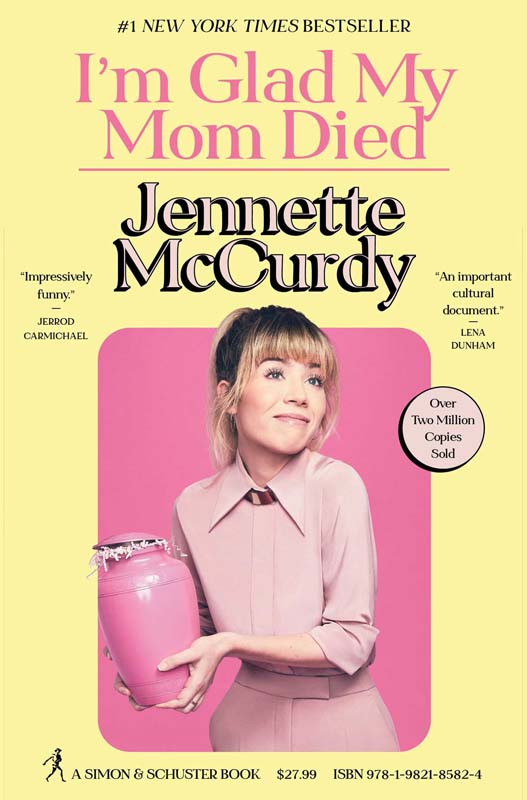 #1 NEW YORK TIMES BESTSELLER
I'm Glad My
Mom Died
Jennette
McCurdy
“Impressively
funny.”
—
JERROD
CARMICHAEL
“An important
cultural
document.”
—
LENA
DUNHAM
Over
Two Million
Copies
Sold
A SIMON & SCHUSTER BOOK $27.99 ISBN 978-1-9821-8582-4